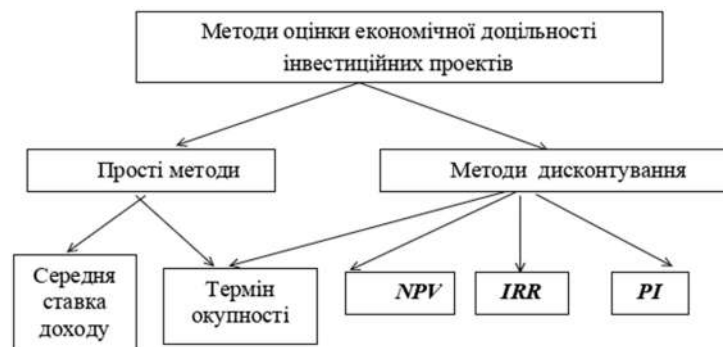 Методи оцінки економічної доцільності
інвестиційних проектів
Прості методи
Методи дисконтування
Середня
ставка
доходу
Термін
окупності
NPV
IRR
PI